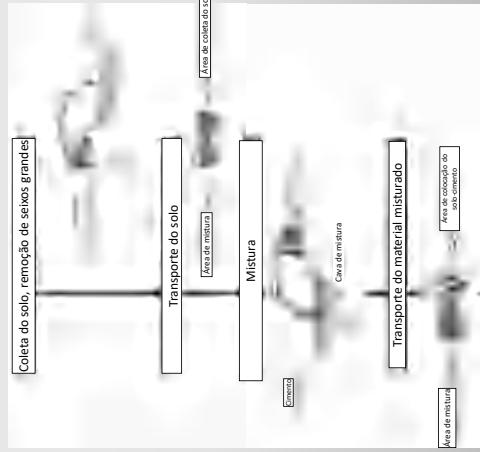 Coleta do solo, remoção de seixos grandes
Transporte do solo
Área de mistura
Área de coleta do
Mistura
Cimento
Cava de mistura
Transporte do material misturado
Área de mistura
Área de colocação do
solo-cimento